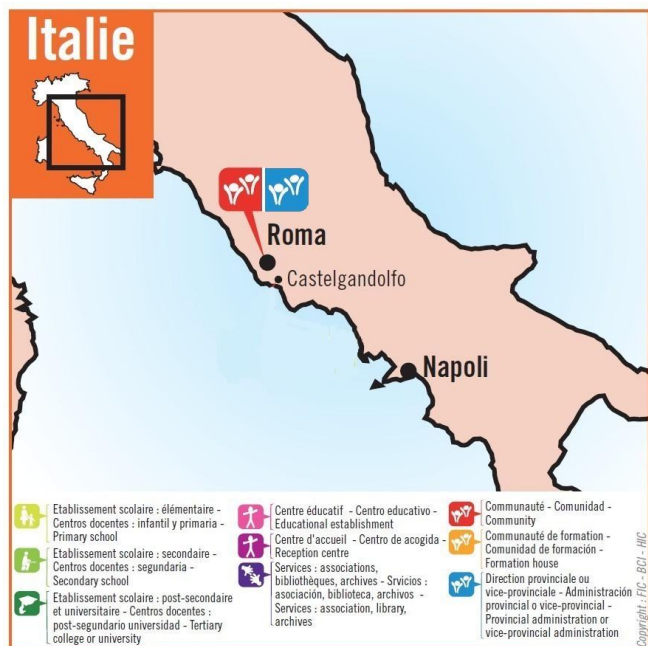 Italie
Roma
Castelgandolfo
Napoli
Etablissement scolaire : élémentaire -
Centros docentes : infantil y primaria -
Primary school
Etablissement scolaire : secondaire -
Centros docentes : segundaria -
Secondary school
Etablissement scolaire : post-secondaire
et universitaire - Centros docentes :
post-segundario universidad - Tertiary
college or university
Centre éducatif - Centro educativo -
Educational establishment
Centre d'accueil - Centro de acogida -
Reception centre
Services : associations,
bibliothèques, archives - Srvicios :
asociación, biblioteca, archivos -
Services : association, library,
archives
Communauté - Comunidad -
Community
Communauté de formation -
Comunidad de formación -
Formation house
Direction provinciale ou
vice-provinciale - Administración
provincial o vice-provincial -
Provincial administration or
vice-provincial administration
Copyright : FIC - BCI - HIC